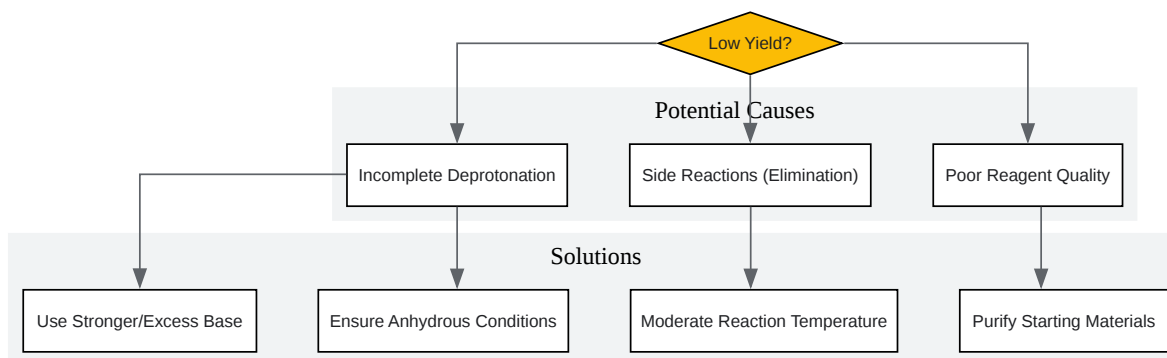 Low Yield?
Potential Causes
Incomplete Deprotonation
Side Reactions (Elimination)
Poor Reagent Quality
Solutions
Use Stronger/Excess Base
Ensure Anhydrous Conditions
Moderate Reaction Temperature
Purify Starting Materials